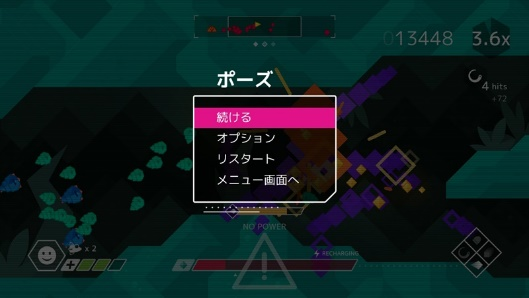 013448 3.6x
4 hits
+72
ポーズ
続ける
オプション
リスタート
メニュー画面へ
NO POWER
x 2
RECHARGING